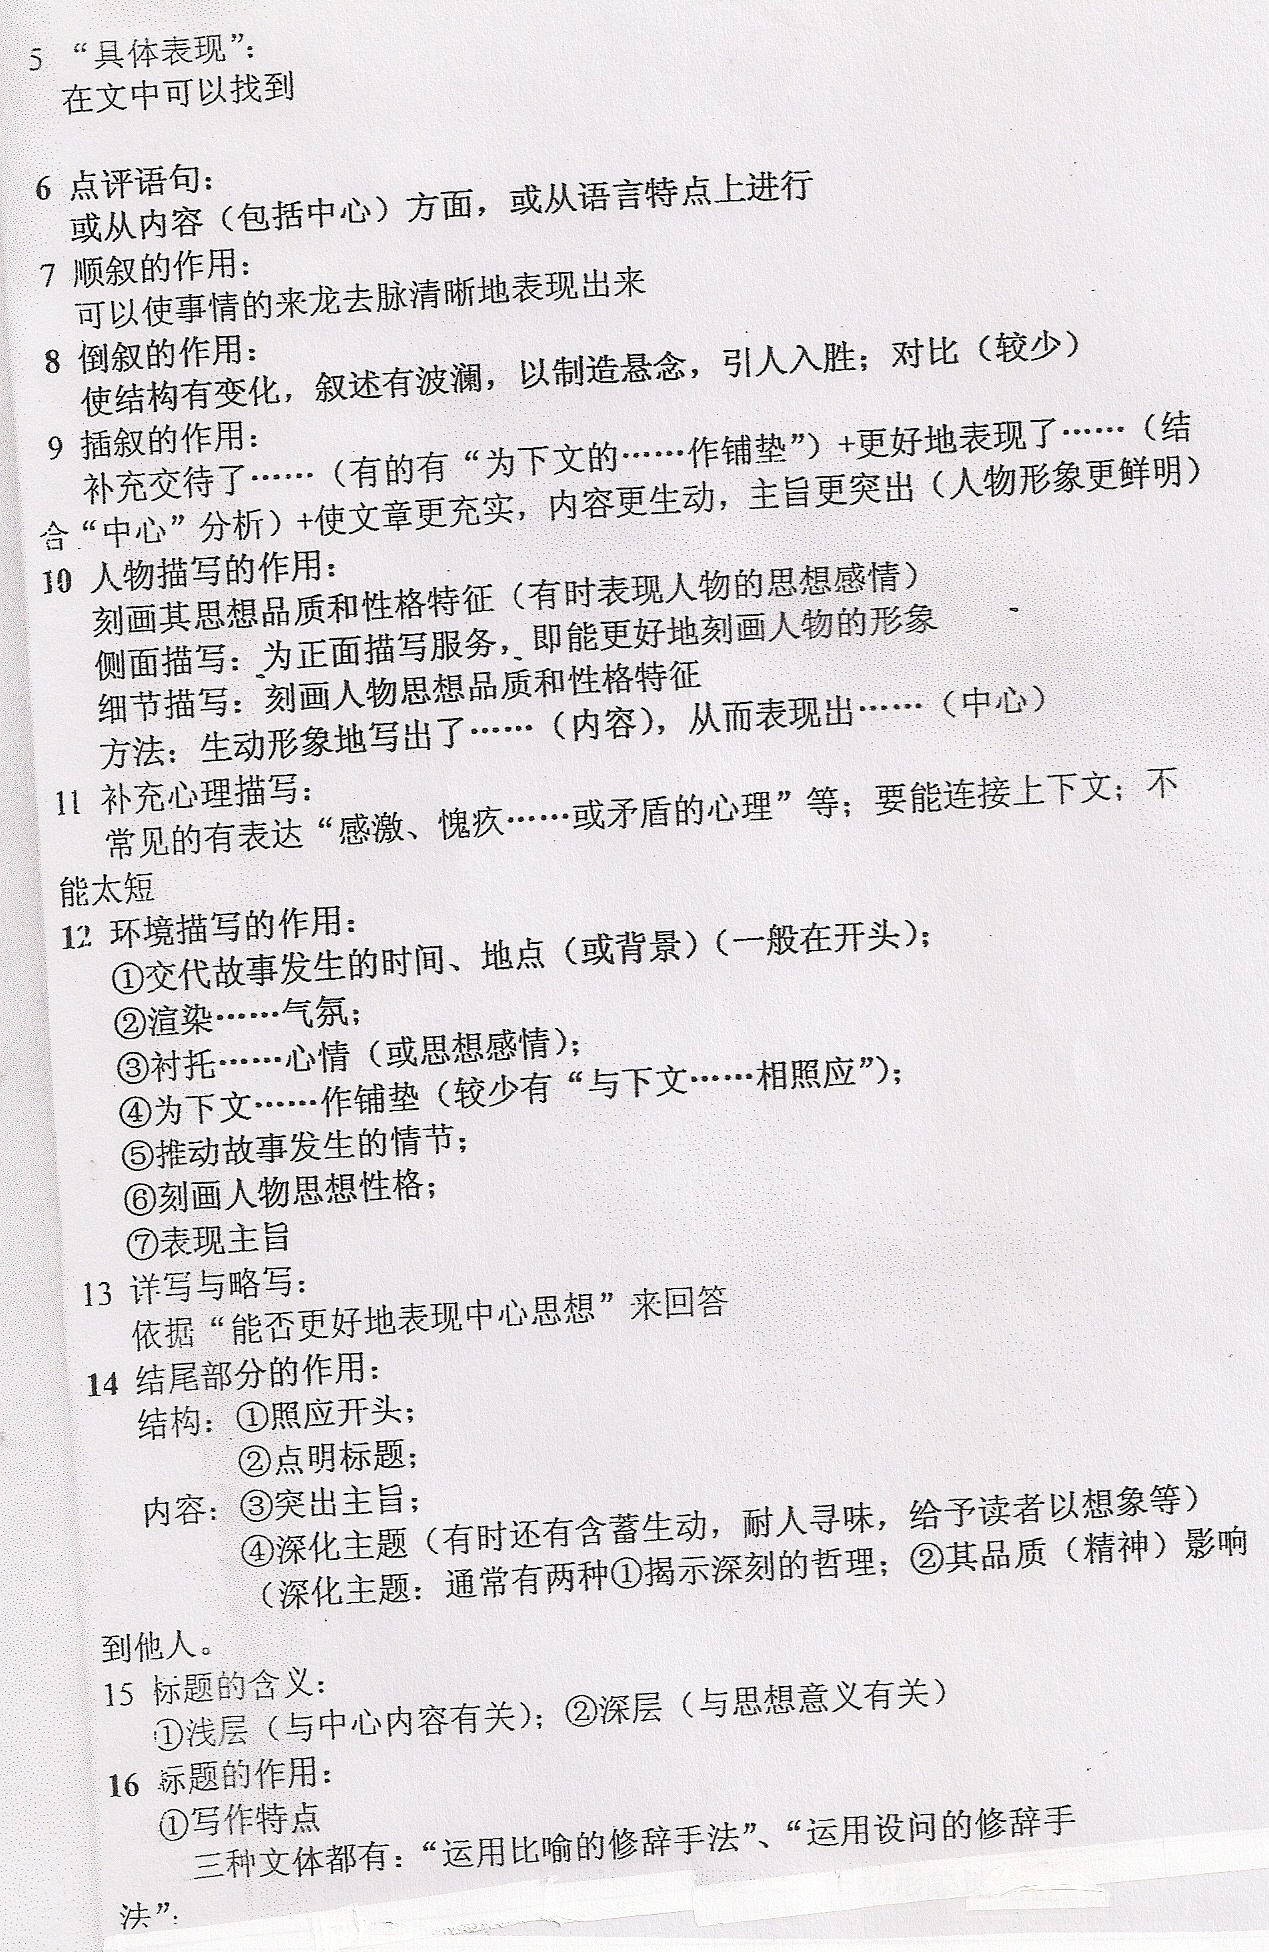 5 “具体表现”：
在文中可以找到
6 点评语句：
或从内容（包括中心）方面，或从语言特点上进行
7 顺叙的作用：
可以使事情的来龙去脉清晰地表现出来
8 倒叙的作用：
使结构有变化，叙述有波澜，以制造悬念，引人入胜；对比（较少）
9 插叙的作用：
补充交待了……（有的有“为下文的……作铺垫”）+更好地表现了……（结
合“中心”分析）+使文章更充实，内容更生动，主旨更突出（人物形象更鲜明）
10 人物描写的作用：
刻画其思想品质和性格特征（有时表现人物的思想感情）
侧面描写：为正面描写服务，即能更好地刻画人物的形象
细节描写：刻画人物思想品质和性格特征
方法：生动形象地写出了……（内容），从而表现出……（中心）
11 补充心理描写：
常见的有表达“感激、愧疚……或矛盾的心理”等；要能连接上下文；不
能太短
12 环境描写的作用：
①交代故事发生的时间、地点（或背景）（一般在开头）；
②渲染……气氛；
③衬托……心情（或思想感情）；
④为下文……作铺垫（较少有“与下文……相照应”）；
⑤推动故事发生的情节；
⑥刻画人物思想性格；
⑦表现主旨
13 详写与略写：
依据“能否更好地表现中心思想”来回答
14 结尾部分的作用：
结构：①照应开头；
②点明标题；
内容：③突出主旨；
④深化主题（有时还有含蓄生动，耐人寻味，给予读者以想象等）
（深化主题：通常有两种①揭示深刻的哲理；②其品质（精神）影响
到他人。
15 标题的含义：
①浅层（与中心内容有关）；②深层（与思想意义有关）
16 标题的作用：
①写作特点
三种文体都有：“运用比喻的修辞手法”、“运用设问的修辞手
法”；